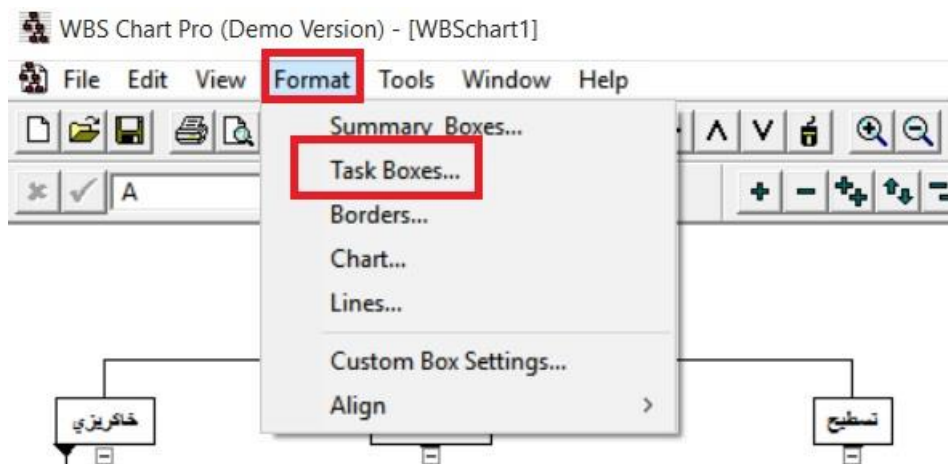 WBS Chart Pro (Demo Version) - [WBSchart1]
File Edit View Format Tools Window Help
Summary Boxes...
Task Boxes...
A
Borders...
Chart...
Lines...
Custom Box Settings...
Align
خاكريزي
تسطيح